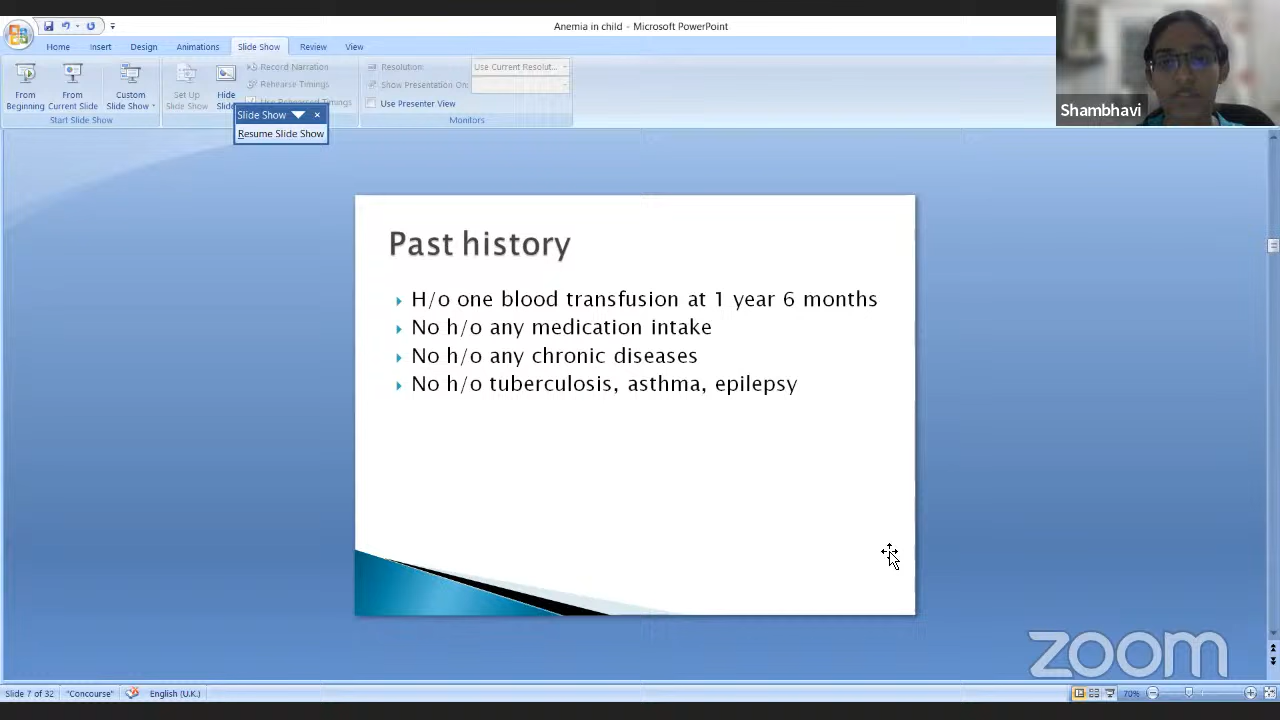 Anemia in child - Microsoft PowerPoint
Home Insert Design Animations Slide Show Review View
From Beginning
From Current Slide
Custom Slide Show
Set Up Slide Show
Hide Slide
Record Narration
Rehearse Timings
Use Rehearsed Timings
Start Slide Show
Resolution: Use Current Resolut...
Show Presentation On:
Use Presenter View
Monitors
Slide Show
Resume Slide Show
Shambhavi
Past history
H/o one blood transfusion at 1 year 6 months
No h/o any medication intake
No h/o any chronic diseases
No h/o tuberculosis, asthma, epilepsy
zoom
Slide 7 of 32 "Concourse" English (U.K.) 70%